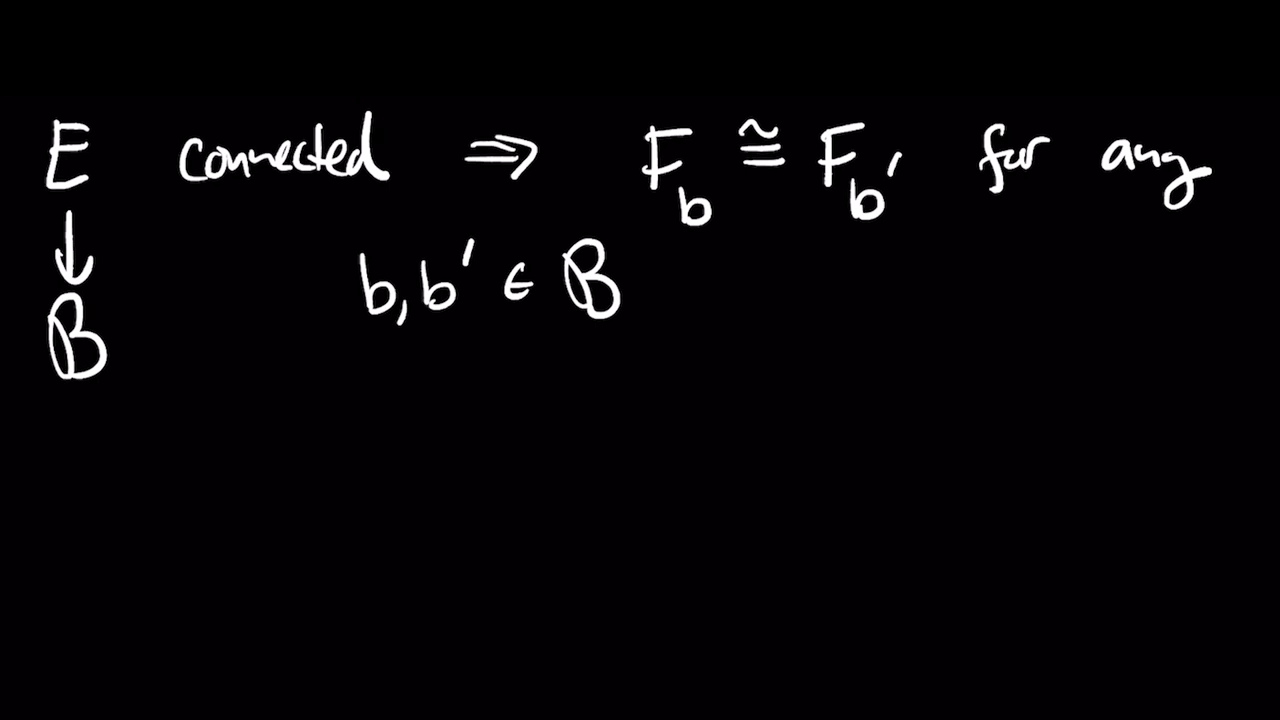 E connected ⇒ F_b ≅ F_b' for any
↓ b, b' ∈ B
B